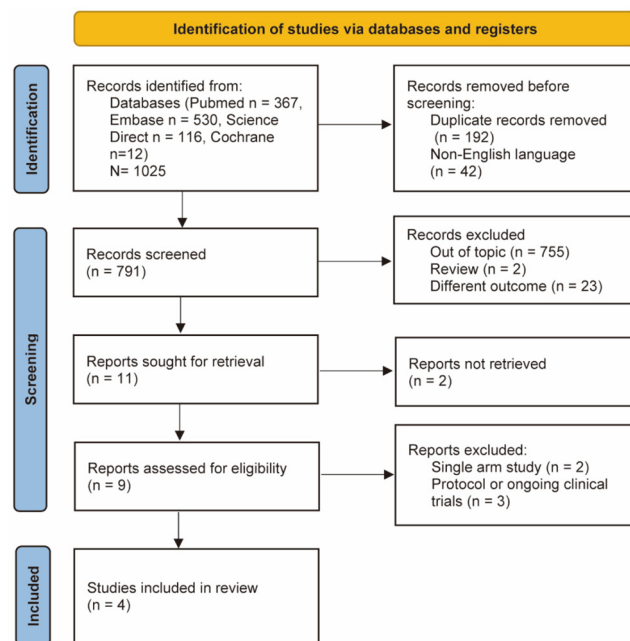 Identification of studies via databases and registers
Identification
Records identified from:
Databases (Pubmed n = 367,
Embase n = 530, Science
Direct n = 116, Cochrane
n=12)
N= 1025
Records removed before
screening:
Duplicate records removed
(n = 192)
Non-English language
(n = 42)
Screening
Records screened
(n = 791)
Records excluded
Out of topic (n = 755)
Review (n = 2)
Different outcome (n = 23)
Reports sought for retrieval
(n = 11)
Reports not retrieved
(n = 2)
Reports assessed for eligibility
(n = 9)
Reports excluded:
Single arm study (n = 2)
Protocol or ongoing clinical
trials (n = 3)
Included
Studies included in review
(n = 4)